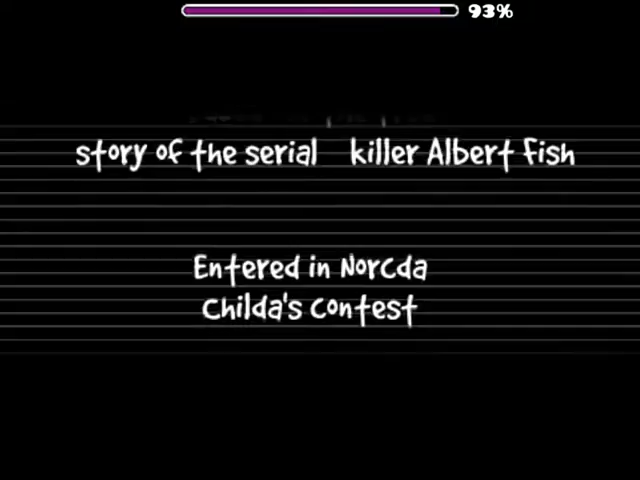 93%
story of the serial killer Albert Fish
Entered in NorCda
Childa's Contest